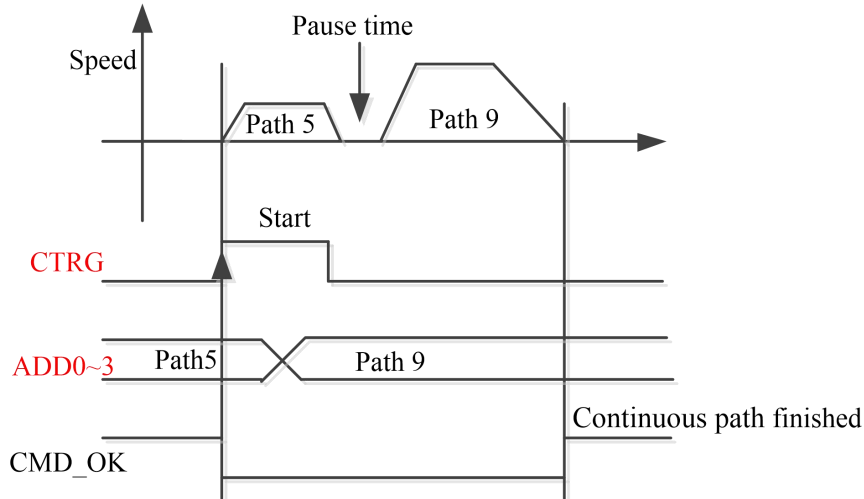 Pause time
Speed
Path 5
Path 9
Start
CTRG
Path5
Path 9
ADD0~3
Continuous path finished
CMD_OK